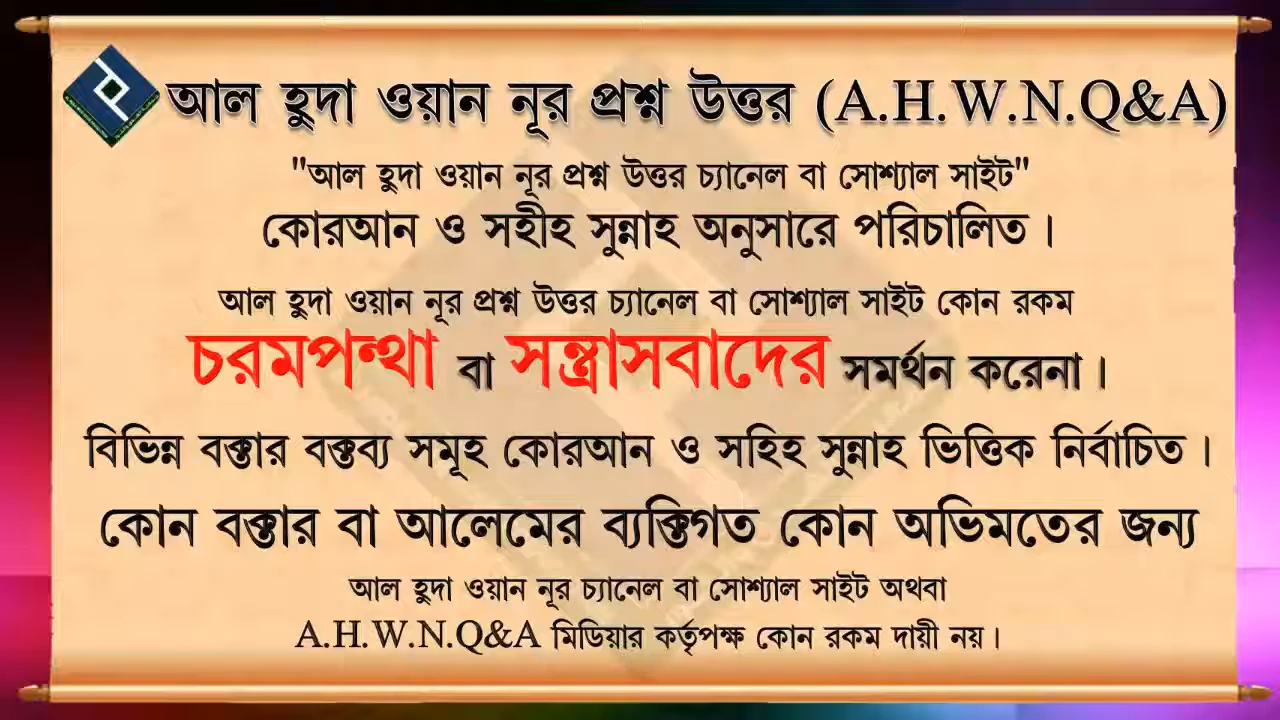 আল হুদা ওয়ান নূর প্রশ্ন উত্তর (A.H.W.N.Q&A)
"আল হুদা ওয়ান নূর প্রশ্ন উত্তর চ্যানেল বা সোশ্যাল সাইট"
কোরআন ও সহীহ সুন্নাহ অনুসারে পরিচালিত।
আল হুদা ওয়ান নূর প্রশ্ন উত্তর চ্যানেল বা সোশ্যাল সাইট কোন রকম
চরমপন্থা বা সন্ত্রাসবাদের সমর্থন করেনা।
বিভিন্ন বক্তার বক্তব্য সমূহ কোরআন ও সহিহ সুন্নাহ ভিত্তিক নির্বাচিত।
কোন বক্তার বা আলেমের ব্যক্তিগত কোন অভিমতের জন্য
আল হুদা ওয়ান নূর চ্যানেল বা সোশ্যাল সাইট অথবা
A.H.W.N.Q&A মিডিয়ার কর্তৃপক্ষ কোন রকম দায়ী নয়।